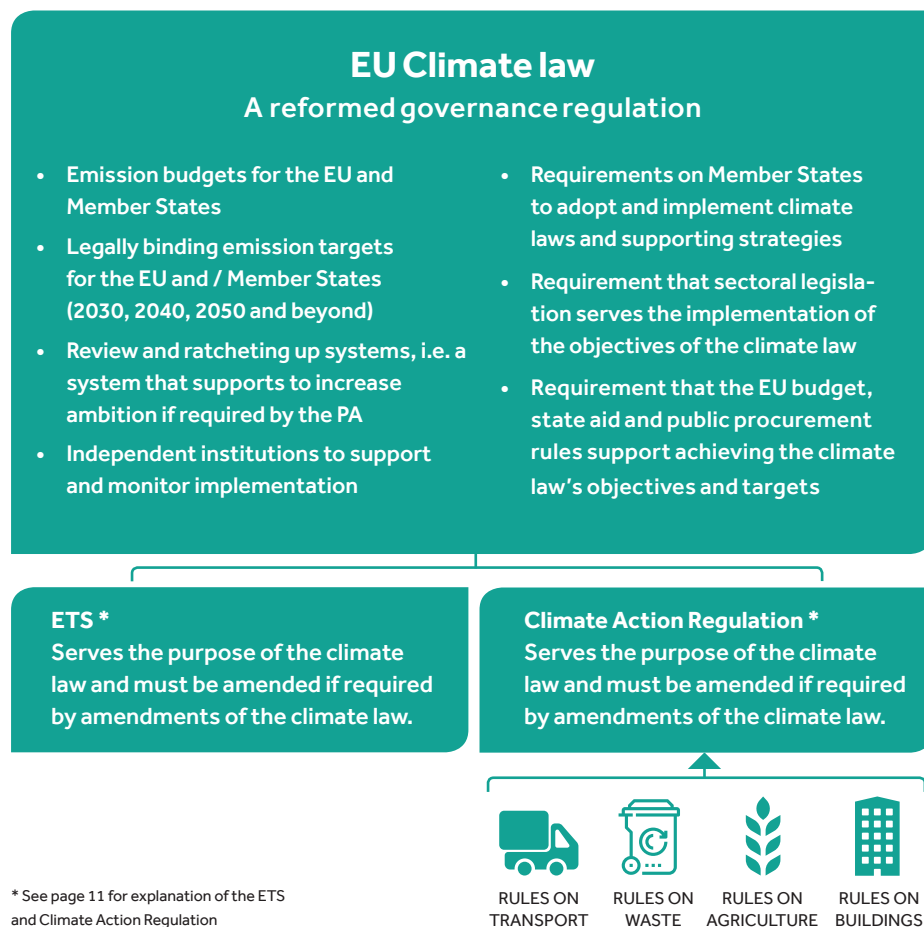 EU Climate law
A reformed governance regulation
• Emission budgets for the EU and
Member States
• Legally binding emission targets
for the EU and / Member States
(2030, 2040, 2050 and beyond)
• Review and ratcheting up systems, i.e. a
system that supports to increase
ambition if required by the PA
• Independent institutions to support
and monitor implementation
• Requirements on Member States
to adopt and implement climate
laws and supporting strategies
• Requirement that sectoral legisla-
tion serves the implementation of
the objectives of the climate law
• Requirement that the EU budget,
state aid and public procurement
rules support achieving the climate
law’s objectives and targets
ETS *
Serves the purpose of the climate
law and must be amended if required
by amendments of the climate law.
Climate Action Regulation *
Serves the purpose of the climate
law and must be amended if required
by amendments of the climate law.
RULES ON
TRANSPORT
RULES ON
WASTE
RULES ON
AGRICULTURE
RULES ON
BUILDINGS
* See page 11 for explanation of the ETS
and Climate Action Regulation